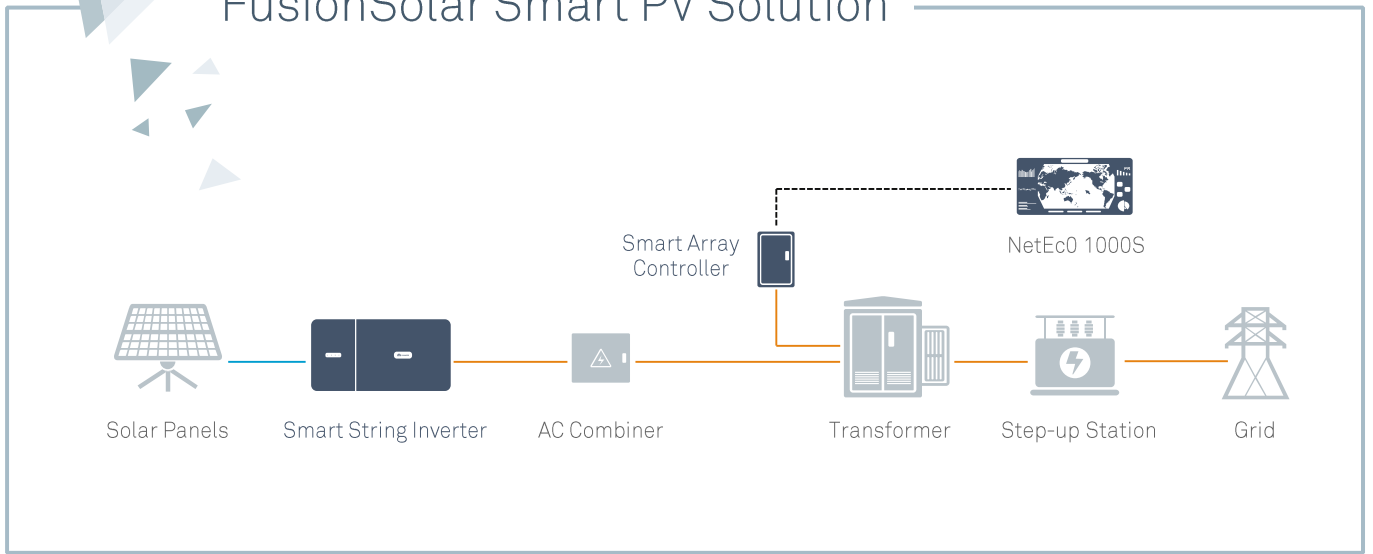 FusionSolar Smart PV Solution
Smart Array
Controller
NetEc0 1000S
Solar Panels
Smart String Inverter
AC Combiner
Transformer
Step-up Station
Grid